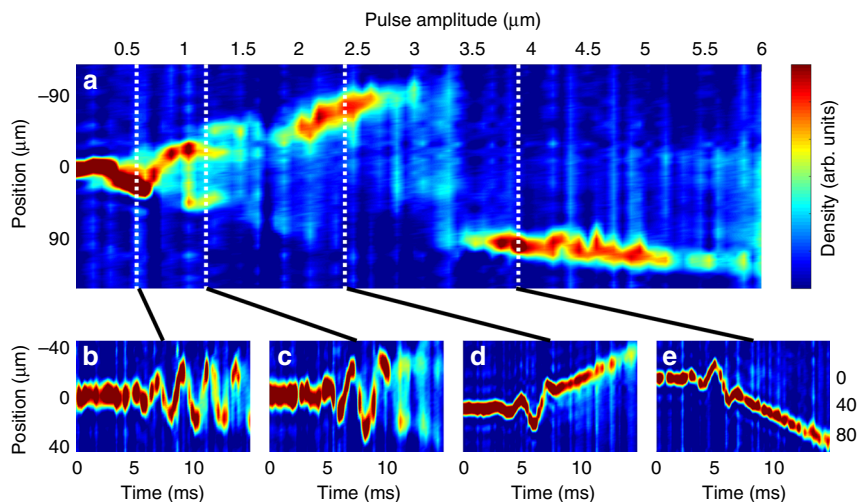 Pulse amplitude (μm)
0.5 1 1.5 2 2.5 3 3.5 4 4.5 5 5.5 6
a
Position (μm)
–90
0
90
Density (arb. units)
b c d e
Position (μm)
–40
0
40
0
40
80
0 5 10
0 5 10
0 5 10
0 5 10
Time (ms) Time (ms) Time (ms) Time (ms)